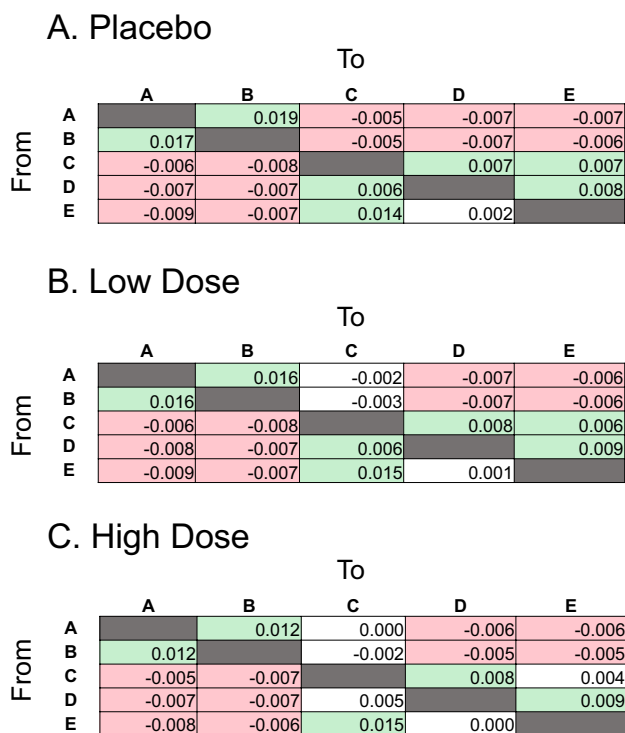 A. Placebo
To
A B C D E
From
A 0.019 -0.005 -0.007 -0.007
B 0.017 -0.005 -0.007 -0.006
C -0.006 -0.008 0.007 0.007
D -0.007 -0.007 0.006 0.008
E -0.009 -0.007 0.014 0.002
B. Low Dose
To
A B C D E
From
A 0.016 -0.002 -0.007 -0.006
B 0.016 -0.003 -0.007 -0.006
C -0.006 -0.008 0.008 0.006
D -0.008 -0.007 0.006 0.009
E -0.009 -0.007 0.015 0.001
C. High Dose
To
A B C D E
From
A 0.012 0.000 -0.006 -0.006
B 0.012 -0.002 -0.005 -0.005
C -0.005 -0.007 0.008 0.004
D -0.007 -0.007 0.005 0.009
E -0.008 -0.006 0.015 0.000